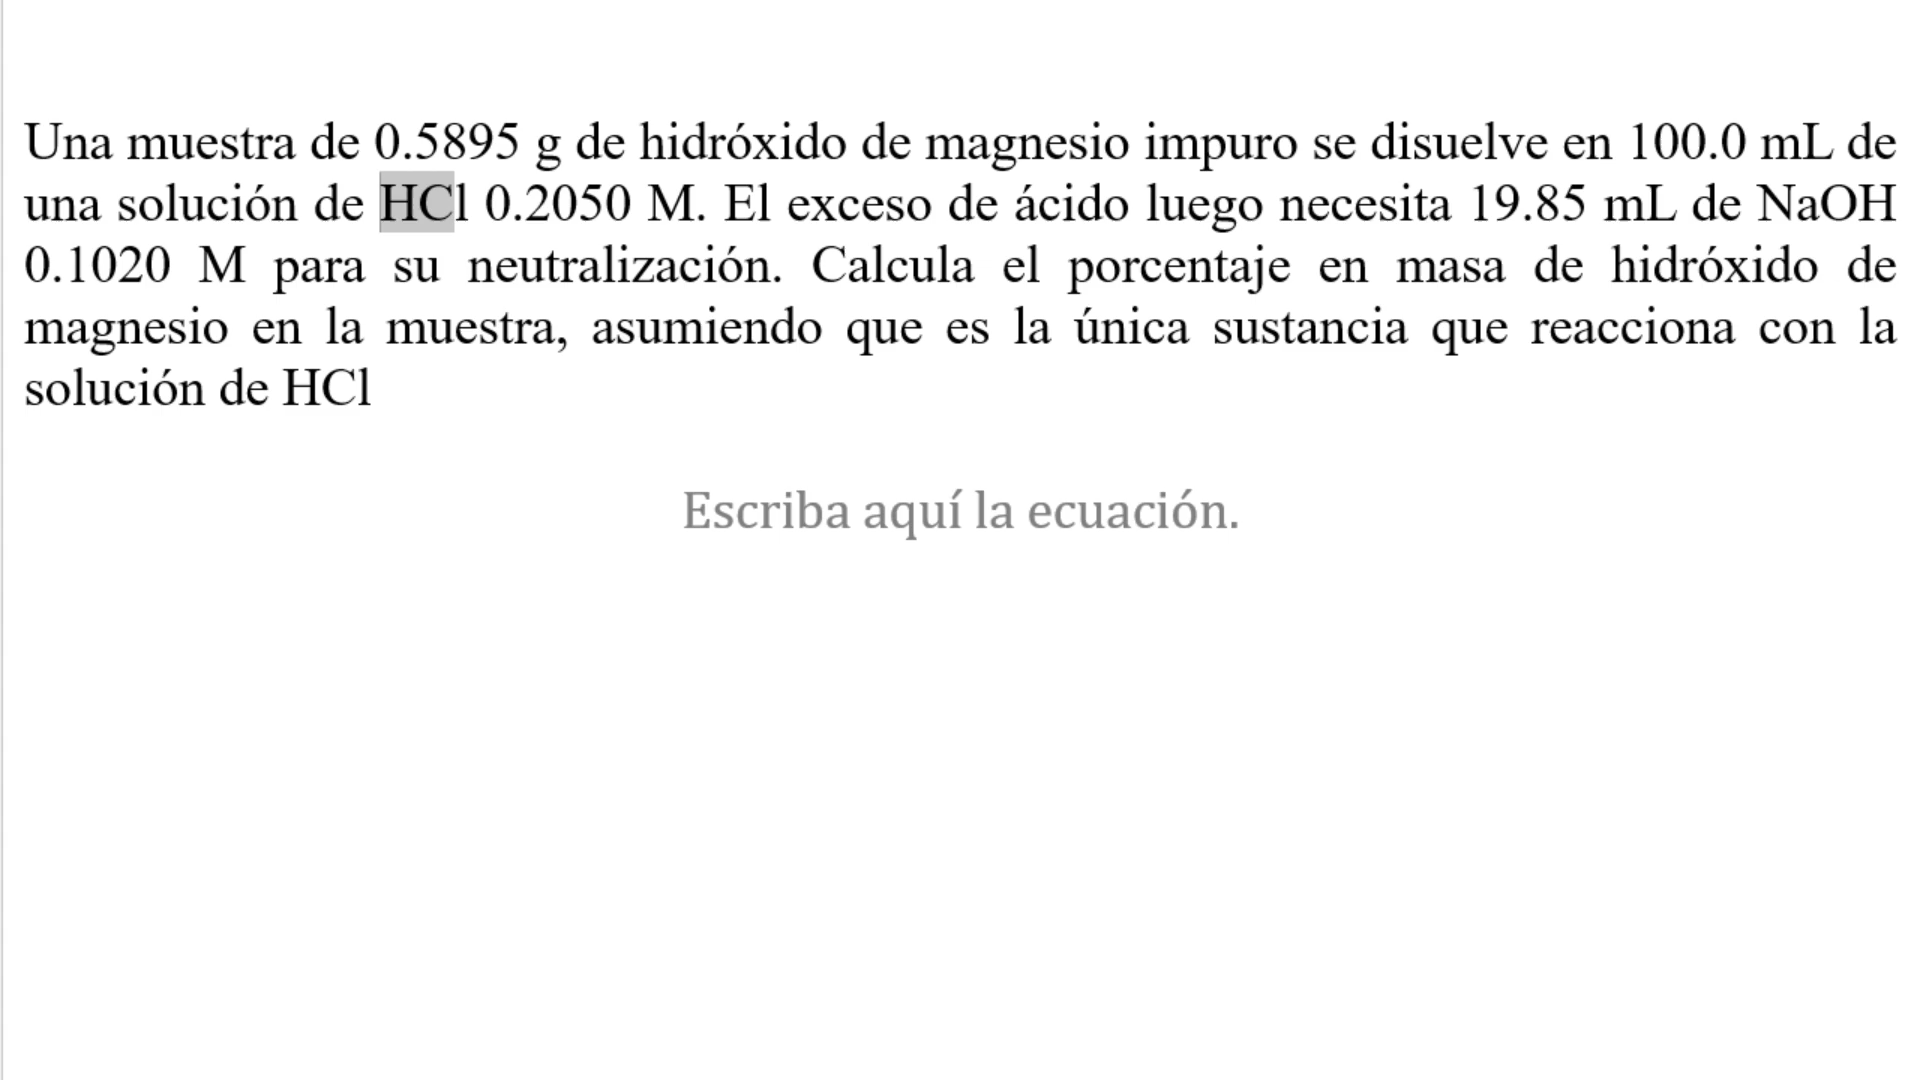 Una muestra de 0.5895 g de hidróxido de magnesio impuro se disuelve en 100.0 mL de
una solución de HCl 0.2050 M. El exceso de ácido luego necesita 19.85 mL de NaOH
0.1020 M para su neutralización. Calcula el porcentaje en masa de hidróxido de
magnesio en la muestra, asumiendo que es la única sustancia que reacciona con la
solución de HCl
Escriba aquí la ecuación.